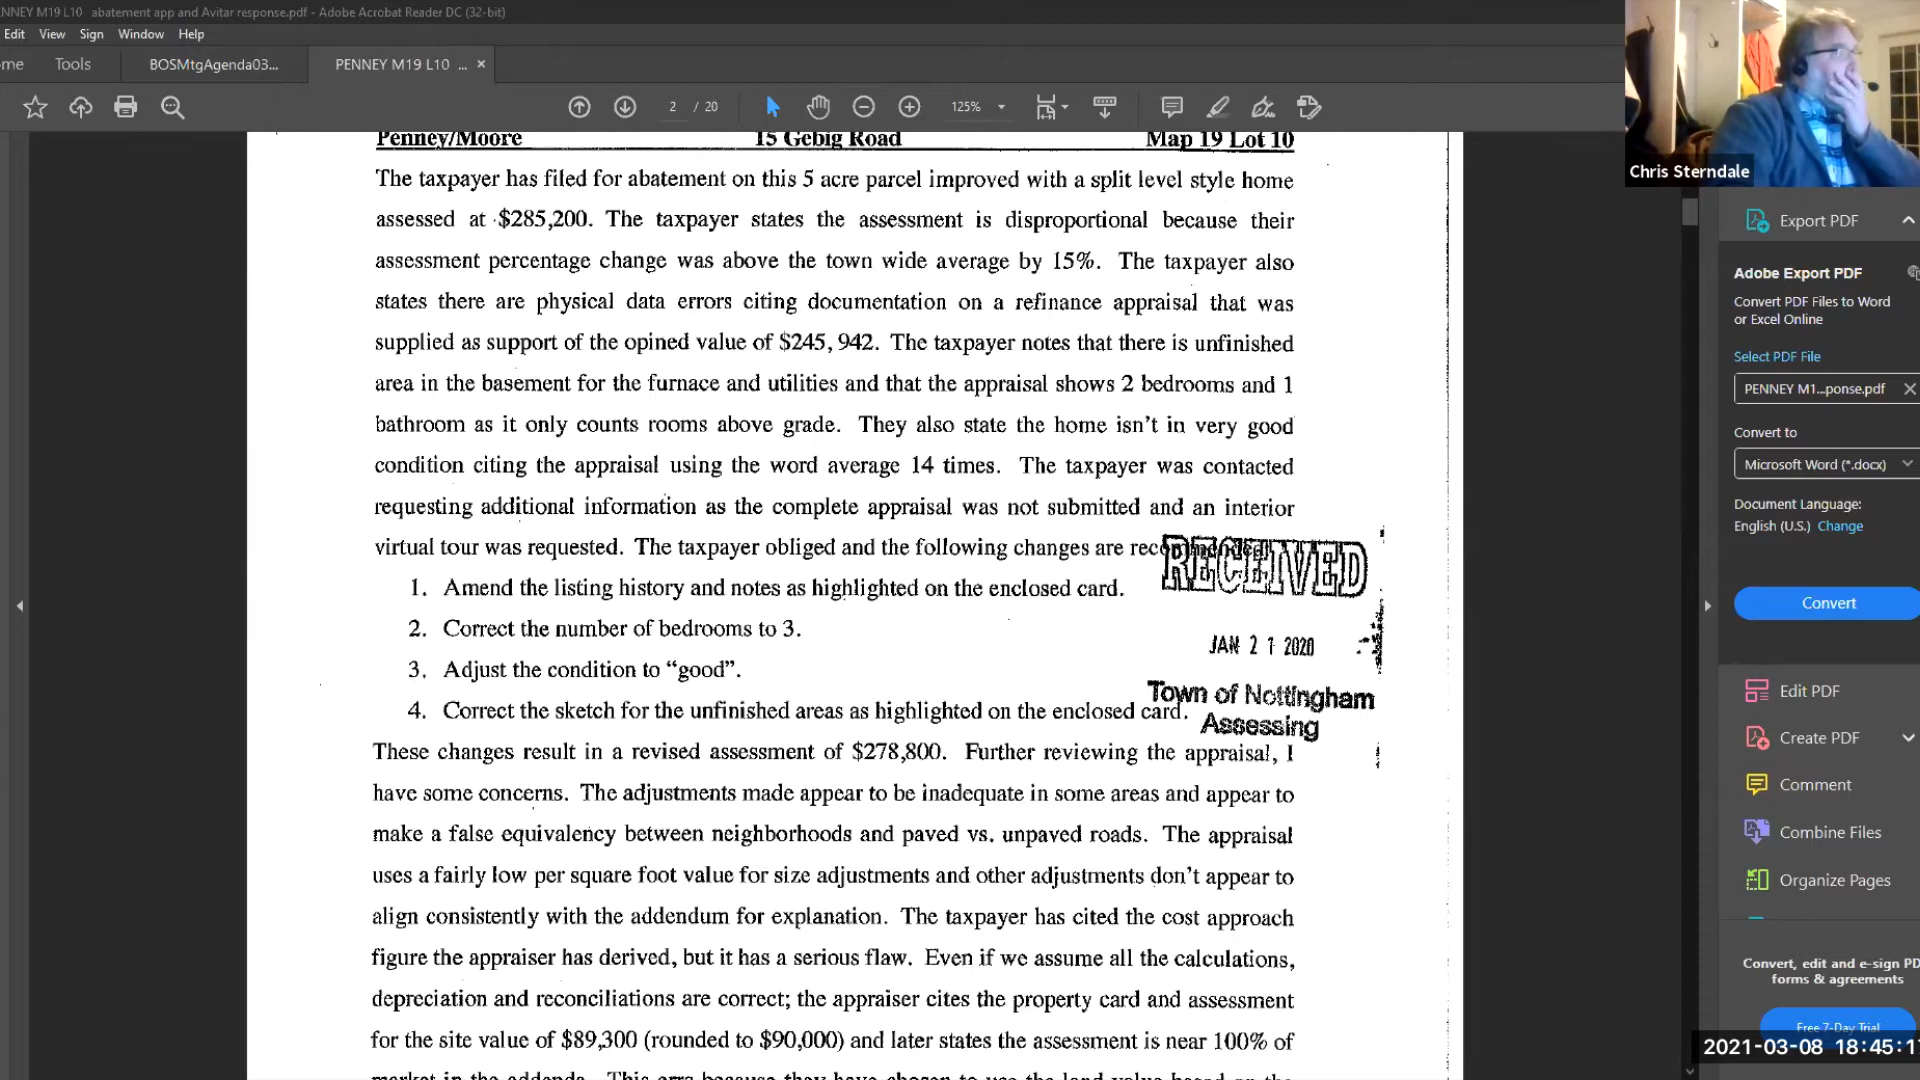 NNEY M19 L10 abatement app and Avitar response.pdf - Adobe Acrobat Reader DC (32-bit)
Edit View Sign Window Help
me Tools BOSMtgAgenda03... PENNEY M19 L10 ... ×
2 / 20 125%
Chris Sterndale
Penney/Moore 15 Gebig Road Map 19 Lot 10
The taxpayer has filed for abatement on this 5 acre parcel improved with a split level style home
assessed at $285,200. The taxpayer states the assessment is disproportional because their
assessment percentage change was above the town wide average by 15%. The taxpayer also
states there are physical data errors citing documentation on a refinance appraisal that was
supplied as support of the opined value of $245, 942. The taxpayer notes that there is unfinished
area in the basement for the furnace and utilities and that the appraisal shows 2 bedrooms and 1
bathroom as it only counts rooms above grade. They also state the home isn't in very good
condition citing the appraisal using the word average 14 times. The taxpayer was contacted
requesting additional information as the complete appraisal was not submitted and an interior
virtual tour was requested. The taxpayer obliged and the following changes are recommended:
1. Amend the listing history and notes as highlighted on the enclosed card.
2. Correct the number of bedrooms to 3.
3. Adjust the condition to "good".
4. Correct the sketch for the unfinished areas as highlighted on the enclosed card.
RECEIVED
JAN 21 2020
Town of Nottingham
Assessing
These changes result in a revised assessment of $278,800. Further reviewing the appraisal, I
have some concerns. The adjustments made appear to be inadequate in some areas and appear to
make a false equivalency between neighborhoods and paved vs. unpaved roads. The appraisal
uses a fairly low per square foot value for size adjustments and other adjustments don't appear to
align consistently with the addendum for explanation. The taxpayer has cited the cost approach
figure the appraiser has derived, but it has a serious flaw. Even if we assume all the calculations,
depreciation and reconciliations are correct; the appraiser cites the property card and assessment
for the site value of $89,300 (rounded to $90,000) and later states the assessment is near 100% of
Export PDF
Adobe Export PDF
Convert PDF Files to Word
or Excel Online
Select PDF File
PENNEY M1...ponse.pdf
Convert to
Microsoft Word (*.docx)
Document Language:
English (U.S.) Change
Convert
Edit PDF
Create PDF
Comment
Combine Files
Organize Pages
Convert, edit and e-sign PD
forms & agreements
Free 7-Day Trial
2021-03-08 18:45:1